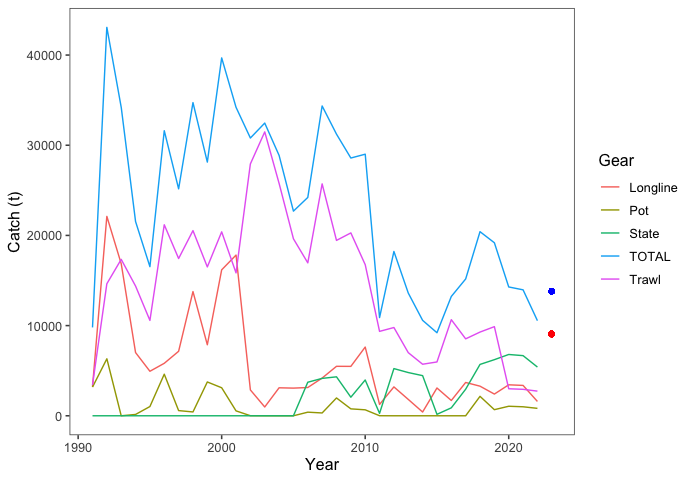 Catch (t)
40000
30000
20000
10000
0
1990
2000
2010
2020
Year
Gear
Longline
Pot
State
TOTAL
Trawl